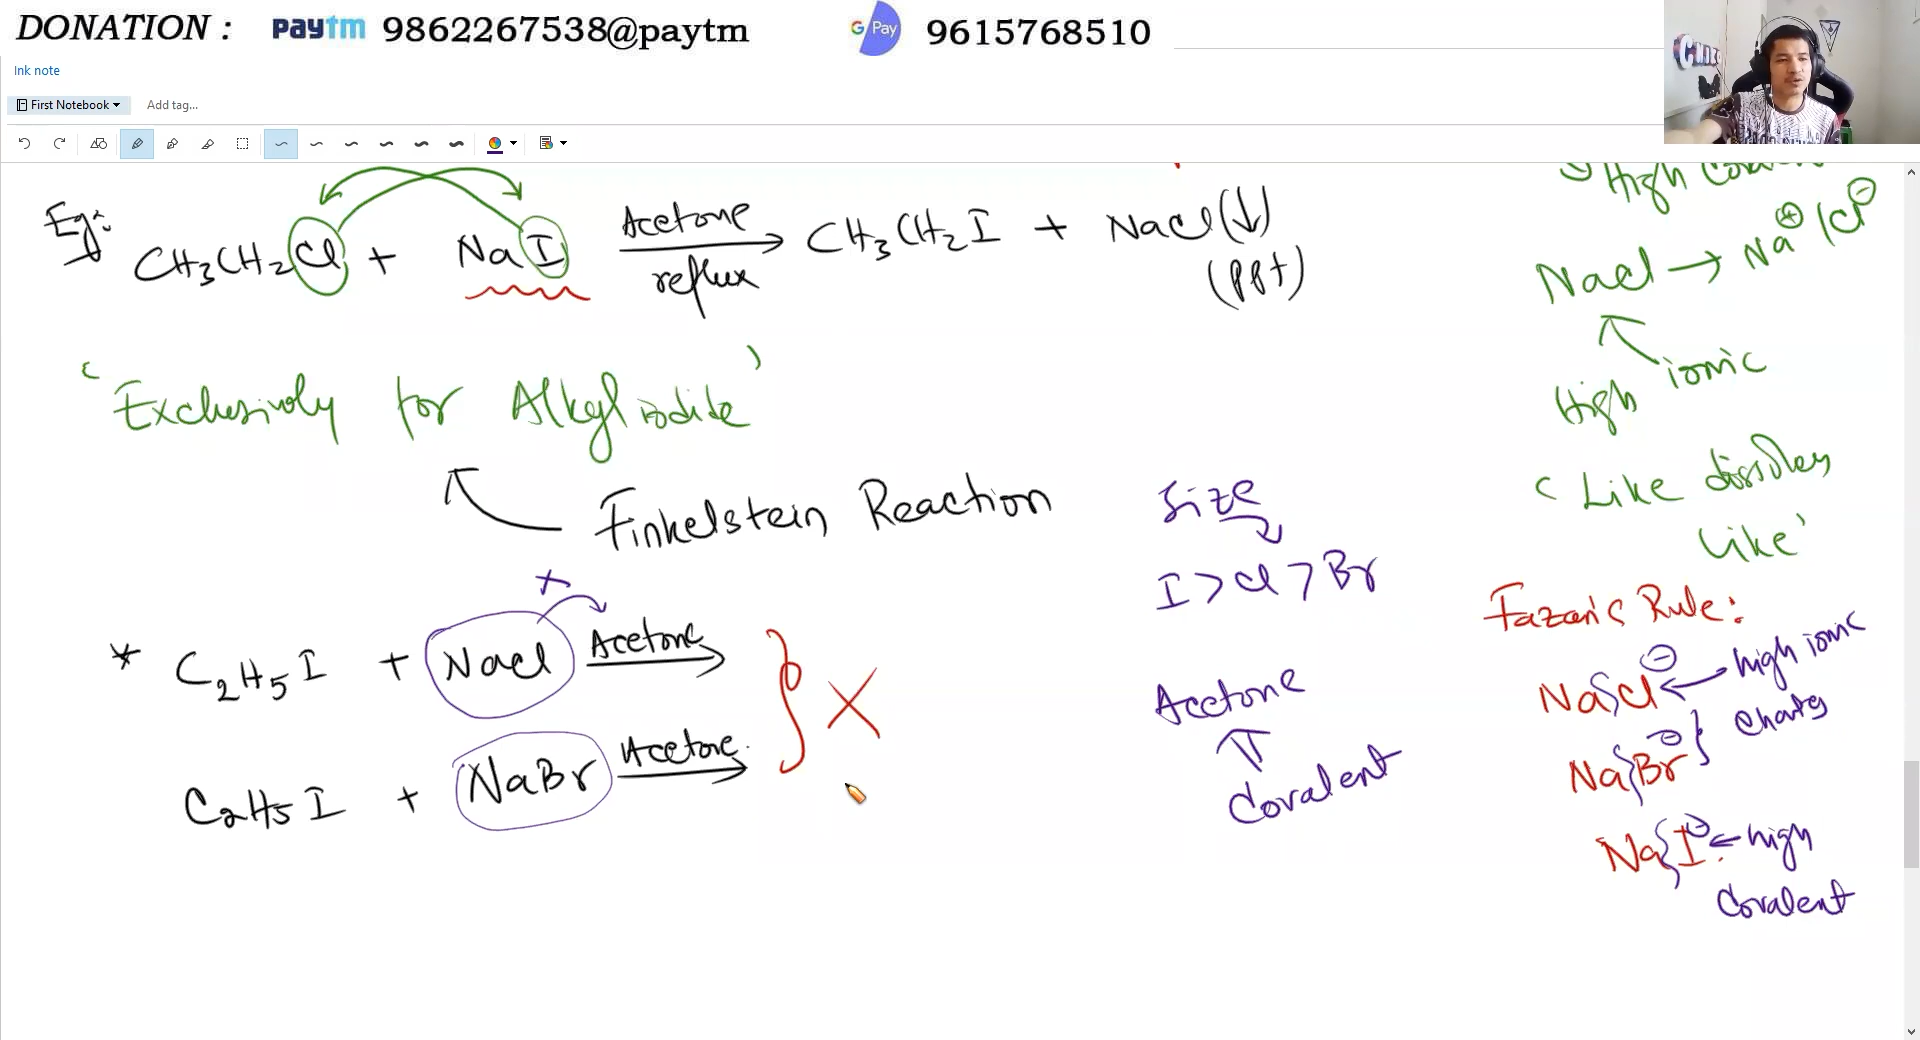 DONATION : paytm 9862267538@paytm G Pay 9615768510
Ink note
First Notebook Add tag...
Eg:
CH3CH2Cl + NaI Acetone reflux CH3CH2I + NaCl(↓)
(PPt)
'Exclusively for Alkyl iodide'
Finkelstein Reaction
* C2H5I + NaCl Acetone
C2H5I + NaBr Acetone X
Size
I > Cl > Br
Acetone
Covalent
High
NaCl → Na⊕ / Cl⊖
High ionic
'Like dissolves
Like'
Fazan's Rule:
NaCl⊖ ← high ionic
NaBr⊖ Charg
NaI⊖ ← high
Covalent